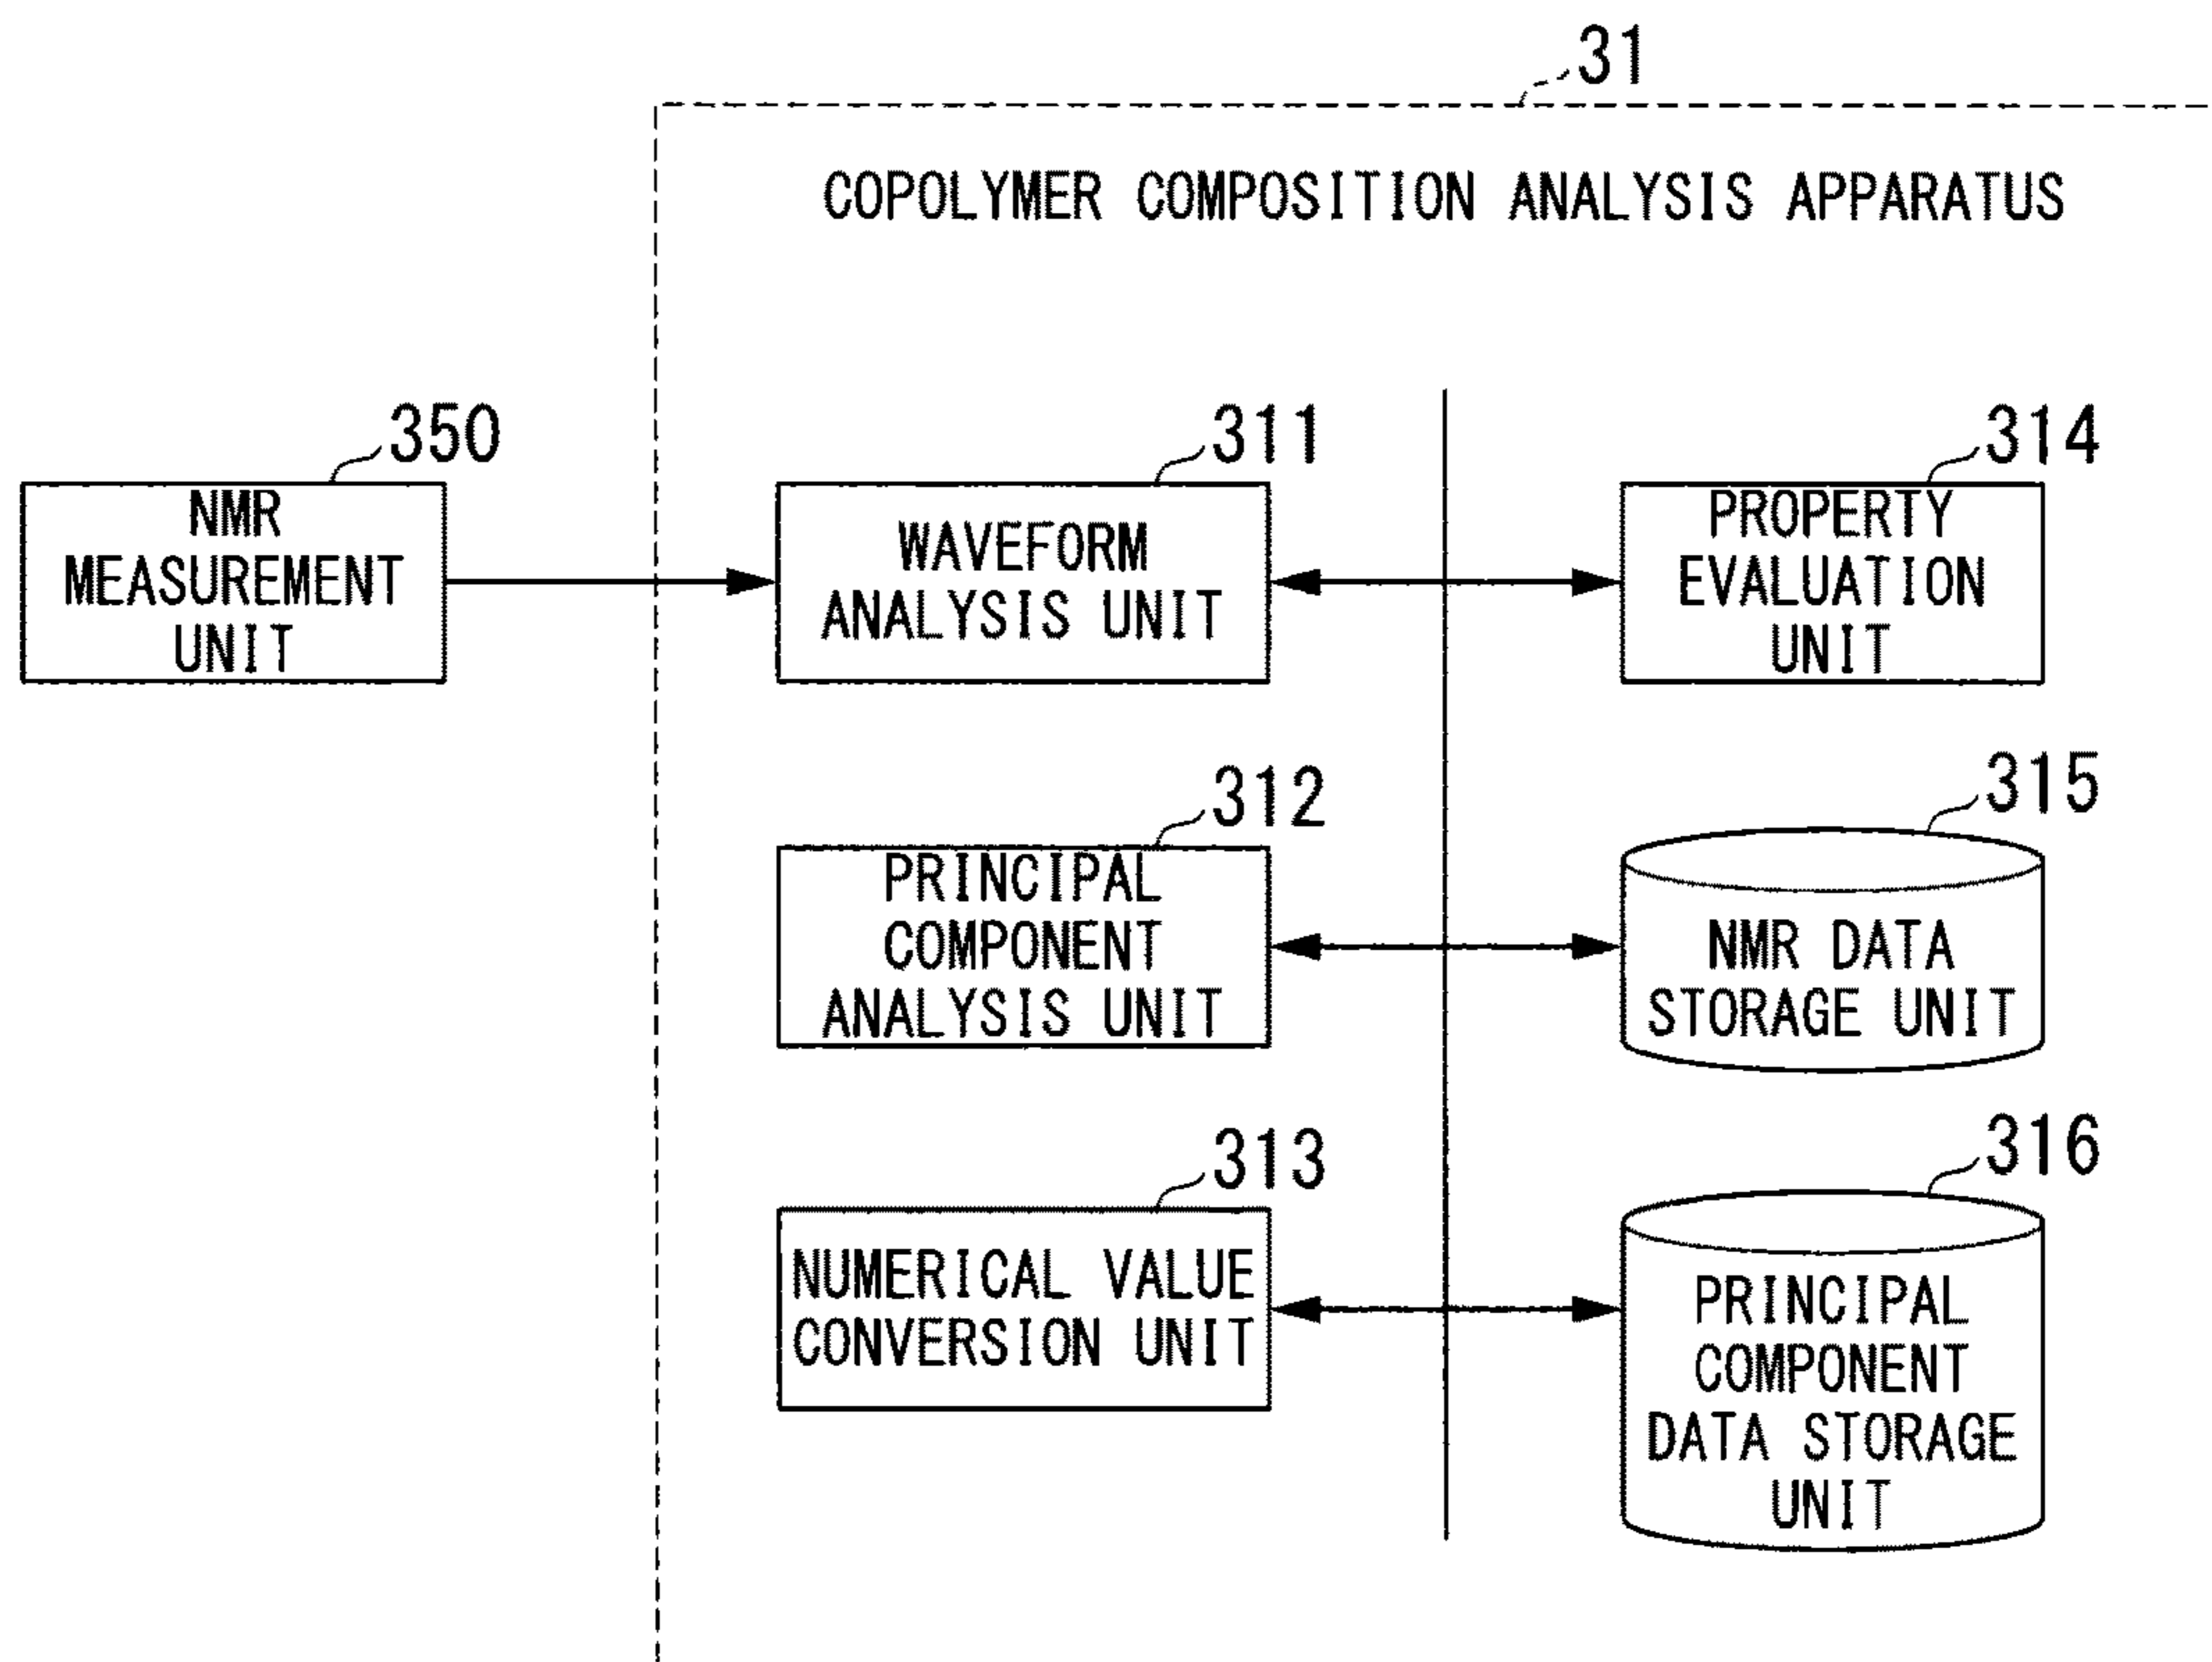 31
COPOLYMER COMPOSITION ANALYSIS APPARATUS
350
NMR
MEASUREMENT
UNIT
311
WAVEFORM
ANALYSIS UNIT
314
PROPERTY
EVALUATION
UNIT
312
PRINCIPAL
COMPONENT
ANALYSIS UNIT
315
NMR DATA
STORAGE UNIT
313
NUMERICAL VALUE
CONVERSION UNIT
316
PRINCIPAL
COMPONENT
DATA STORAGE
UNIT